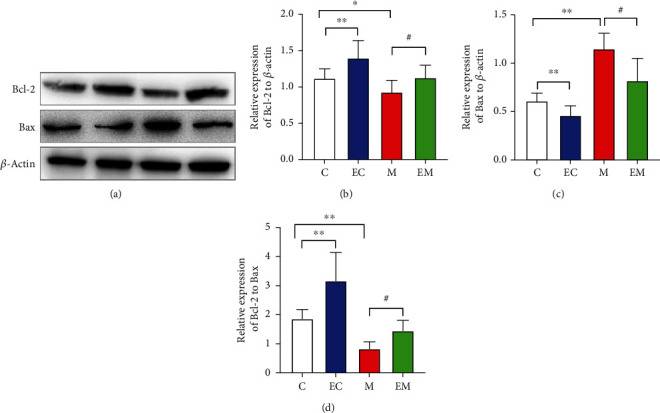 Bcl-2
Bax
β-Actin
(a)
Relative expression
of Bcl-2 to β-actin
2.0
1.5
1.0
0.5
0.0
*
**
#
C EC M EM
(b)
Relative expression
of Bax to β-actin
1.5
1.0
0.5
0.0
**
**
#
C EC M EM
(c)
Relative expression
of Bcl-2 to Bax
5
4
3
2
1
0
**
**
#
C EC M EM
(d)